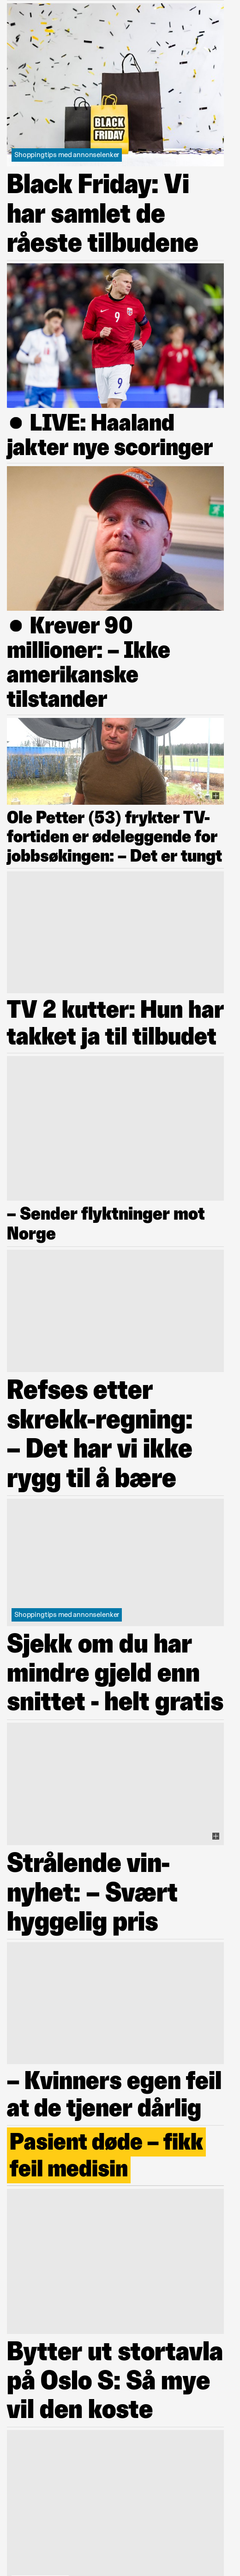 BLACK
FRIDAY
Shoppingtips med annonselenker
Black Friday: Vi
har samlet de
råeste tilbudene
9
9
● LIVE: Haaland
jakter nye scoringer
● Krever 90
millioner: – Ikke
amerikanske
tilstander
Ole Petter (53) frykter TV-
fortiden er ødeleggende for
jobbsøkingen: – Det er tungt
TV 2 kutter: Hun har
takket ja til tilbudet
– Sender flyktninger mot
Norge
Refses etter
skrekk-regning:
– Det har vi ikke
rygg til å bære
Shoppingtips med annonselenker
Sjekk om du har
mindre gjeld enn
snittet - helt gratis
Strålende vin-
nyhet: – Svært
hyggelig pris
– Kvinners egen feil
at de tjener dårlig
Pasient døde – fikk
feil medisin
Bytter ut stortavla
på Oslo S: Så mye
vil den koste